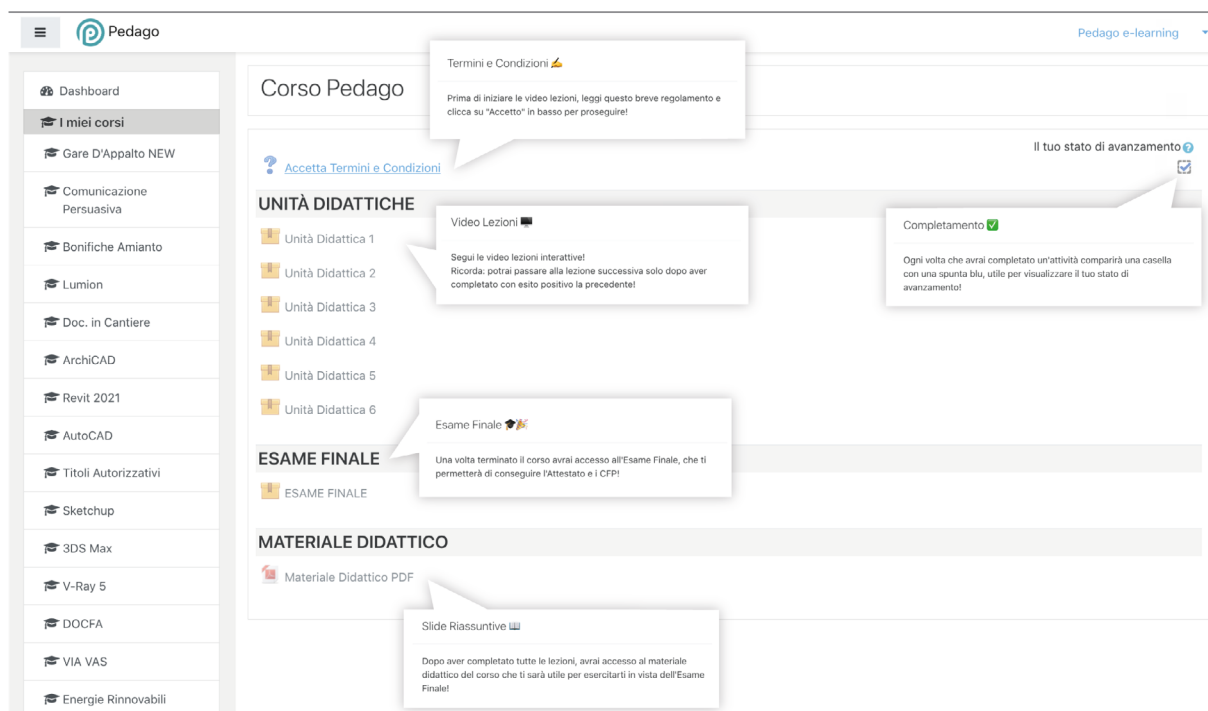 Pedago
Pedago e-learning
Dashboard
I miei corsi
Gare D'Appalto NEW
Comunicazione
Persuasiva
Bonifiche Amianto
Lumion
Doc. in Cantiere
ArchiCAD
Revit 2021
AutoCAD
Titoli Autorizzativi
Sketchup
3DS Max
V-Ray 5
DOCFA
VIA VAS
Energie Rinnovabili
Corso Pedago
Termini e Condizioni ✍️
Prima di iniziare le video lezioni, leggi questo breve regolamento e
clicca su "Accetto" in basso per proseguire!
Il tuo stato di avanzamento
Accetta Termini e Condizioni
UNITÀ DIDATTICHE
Video Lezioni 🖥️
Segui le video lezioni interattive!
Ricorda: potrai passare alla lezione successiva solo dopo aver
completato con esito positivo la precedente!
Completamento ✅
Ogni volta che avrai completato un'attività comparirà una casella
con una spunta blu, utile per visualizzare il tuo stato di
avanzamento!
Unità Didattica 1
Unità Didattica 2
Unità Didattica 3
Unità Didattica 4
Unità Didattica 5
Unità Didattica 6
Esame Finale 🎓🎉
Una volta terminato il corso avrai accesso all'Esame Finale, che ti
permetterà di conseguire l'Attestato e i CFP!
ESAME FINALE
ESAME FINALE
MATERIALE DIDATTICO
Materiale Didattico PDF
Slide Riassuntive 📖
Dopo aver completato tutte le lezioni, avrai accesso al materiale
didattico del corso che ti sarà utile per esercitarti in vista dell'Esame
Finale!